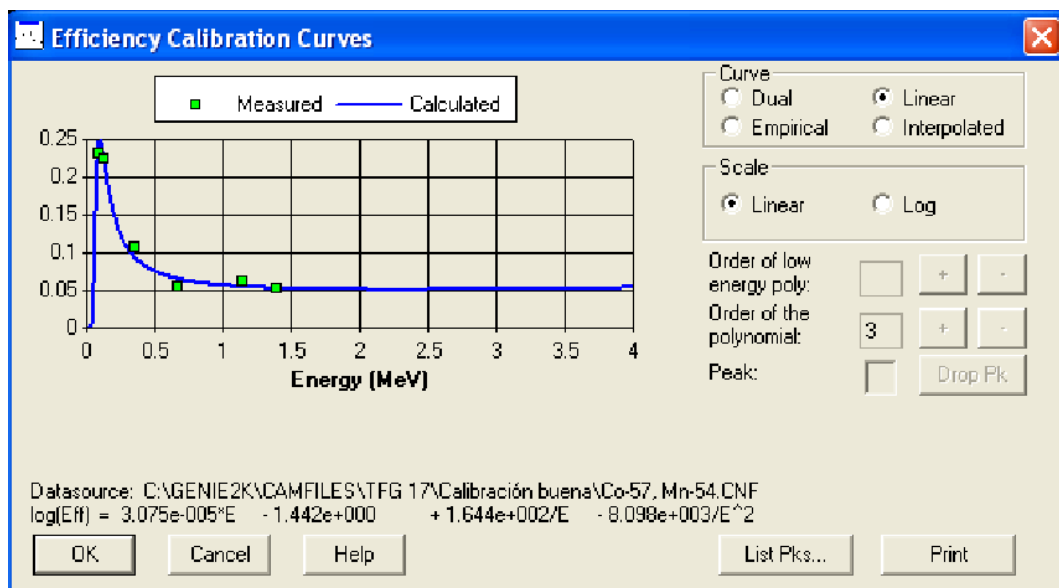 Efficiency Calibration Curves
Measured Calculated
0.25
0.2
0.15
0.1
0.05
0
0 0.5 1 1.5 2 2.5 3 3.5 4
Energy (MeV)
Curve
Dual Linear
Empirical Interpolated
Scale
Linear Log
Order of low
energy poly: + -
Order of the
polynomial: 3 + -
Peak: Drop Pk
Datasource: C:\GENIE2K\CAMFILES\TFG 17\Calibración buena\Co-57, Mn-54.CNF
log(Eff) = 3.075e-005*E - 1.442e+000 + 1.644e+002/E - 8.098e+003/E^2
OK Cancel Help List Pks... Print